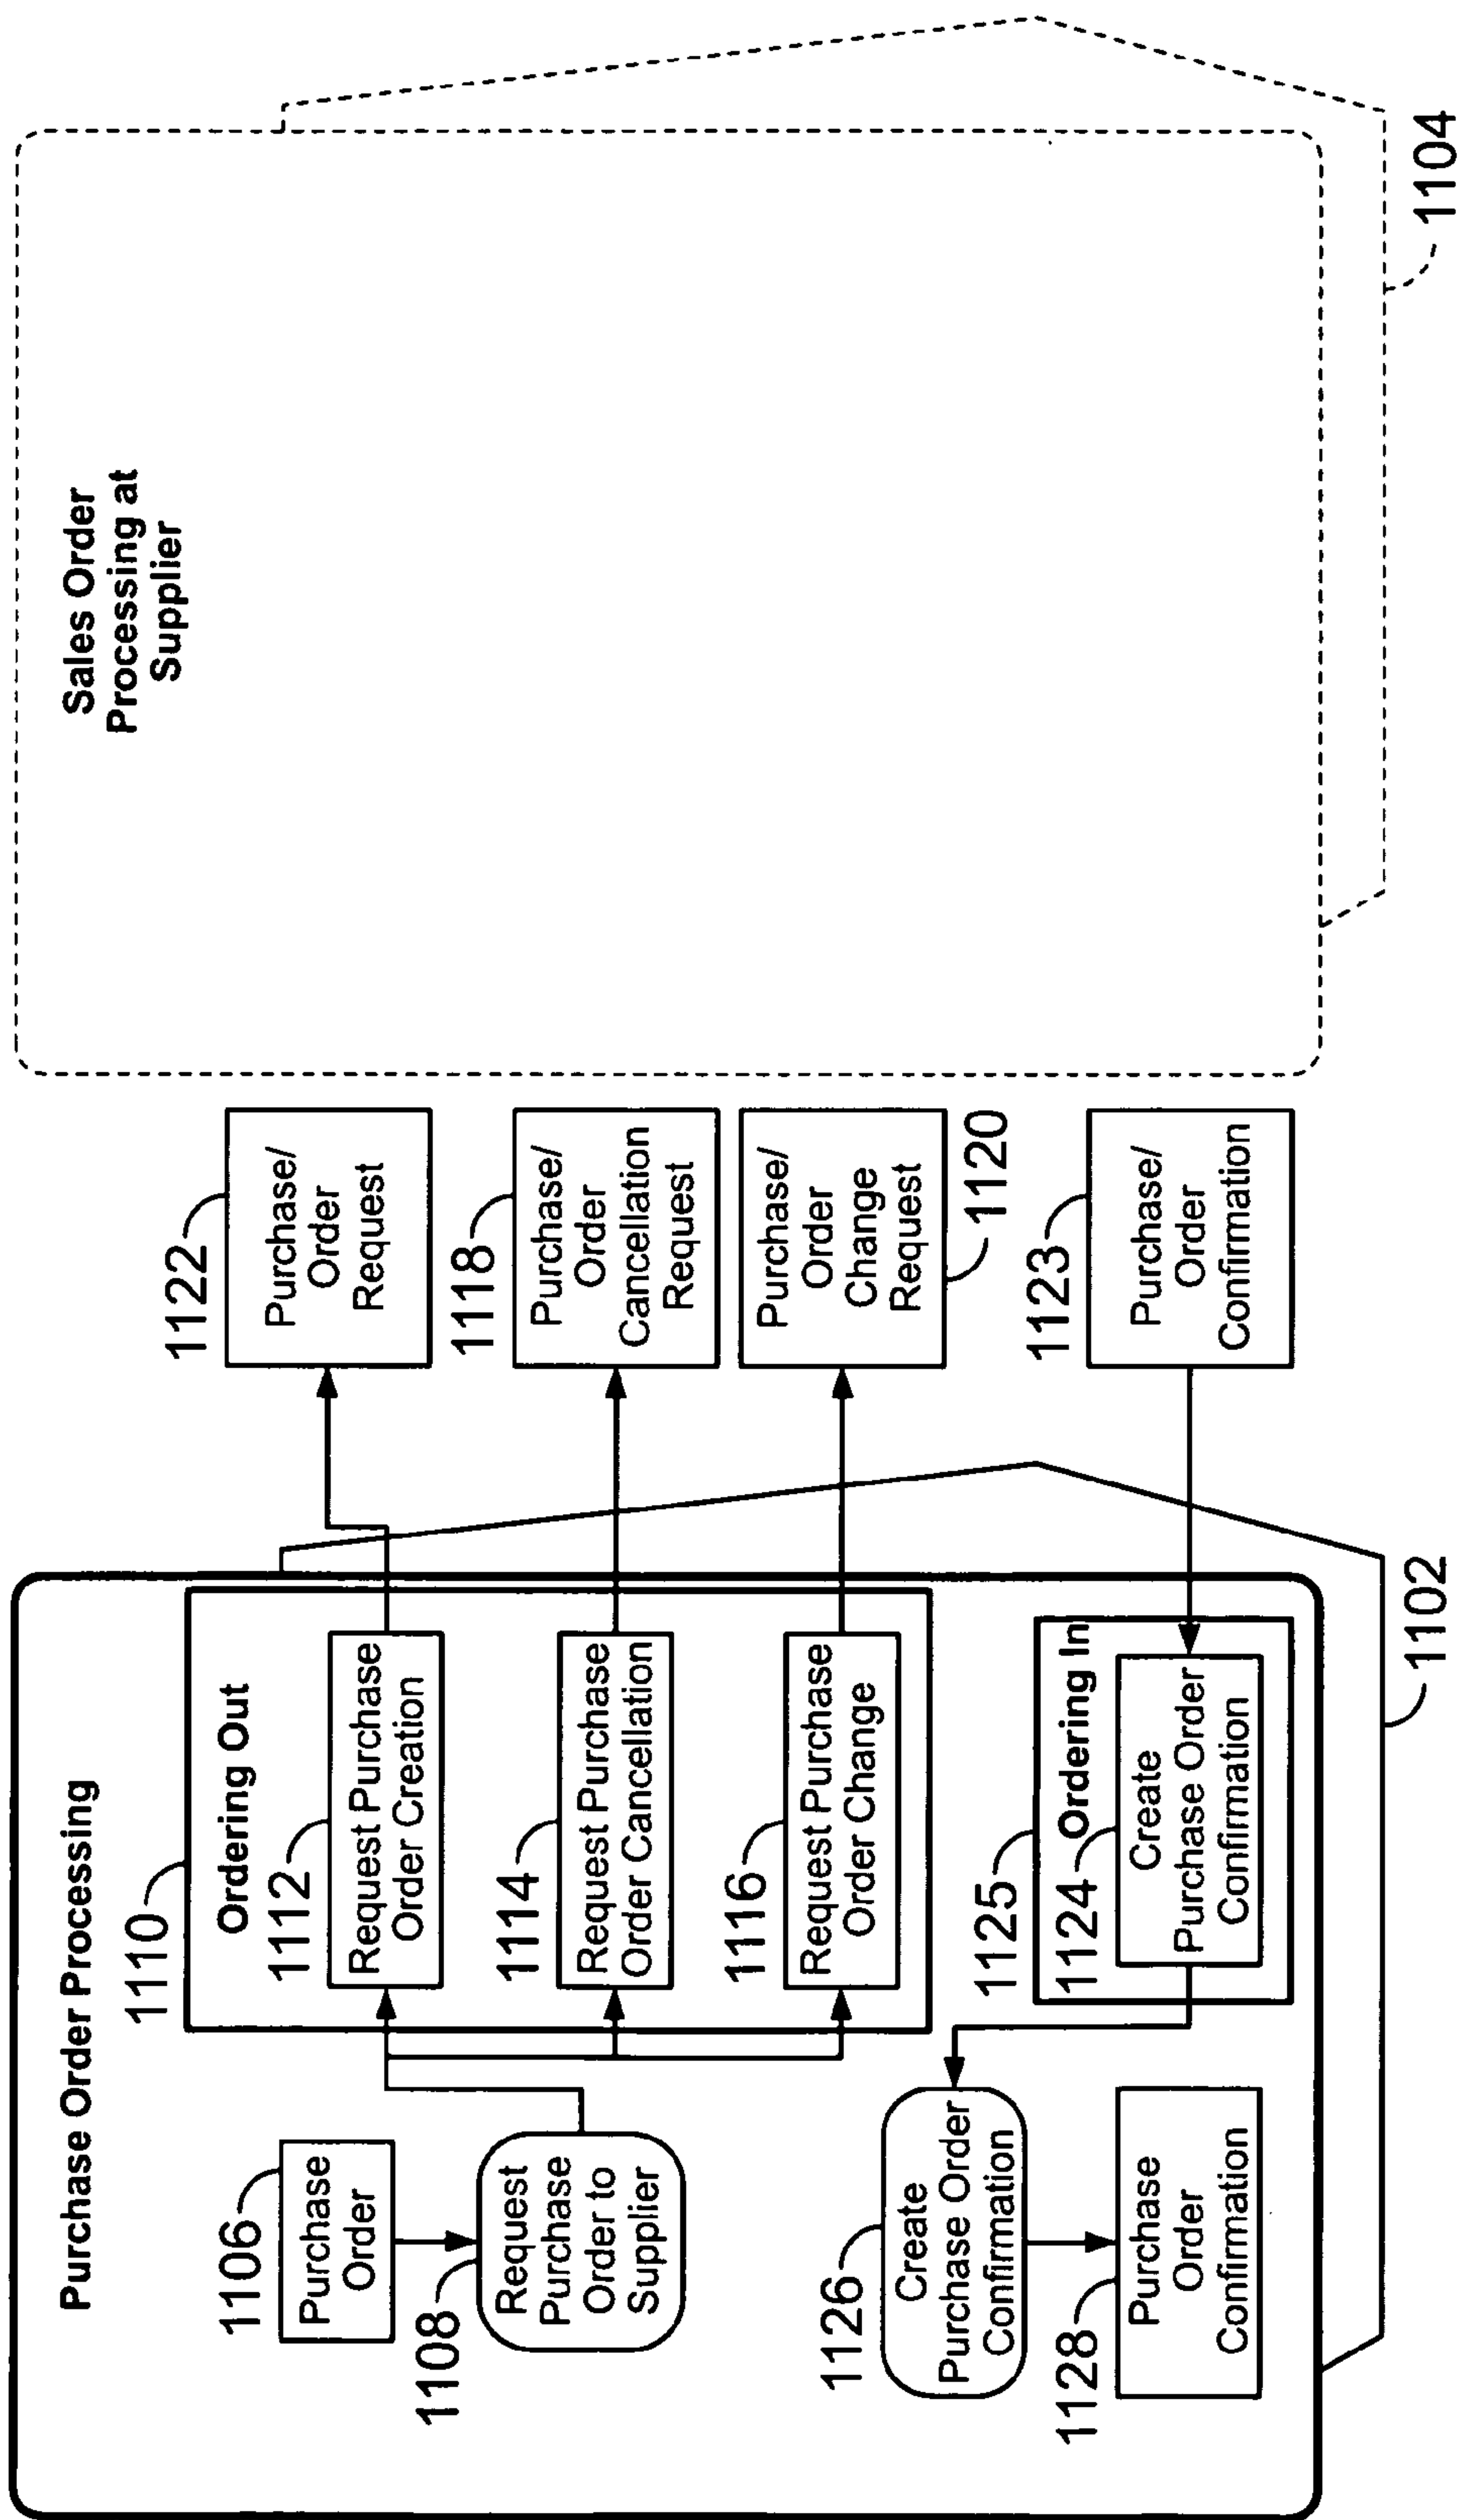 Purchase Order Processing
1106
Purchase
Order
1108
Request
Purchase
Order to
Supplier
1110
Ordering Out
1112
Request Purchase
Order Creation
1114
Request Purchase
Order Cancellation
1116
Request Purchase
Order Change
1122
Purchase/
Order
Request
1118
Purchase/
Order
Cancellation
Request
Purchase/
Order
Change
Request
1120
1123
Purchase/
Order
Confirmation
1125
Ordering In
1124
Create
Purchase Order
Confirmation
1126
Create
Purchase Order
Confirmation
1128
Purchase
Order
Confirmation
1102
Sales Order
Processing at
Supplier
1104